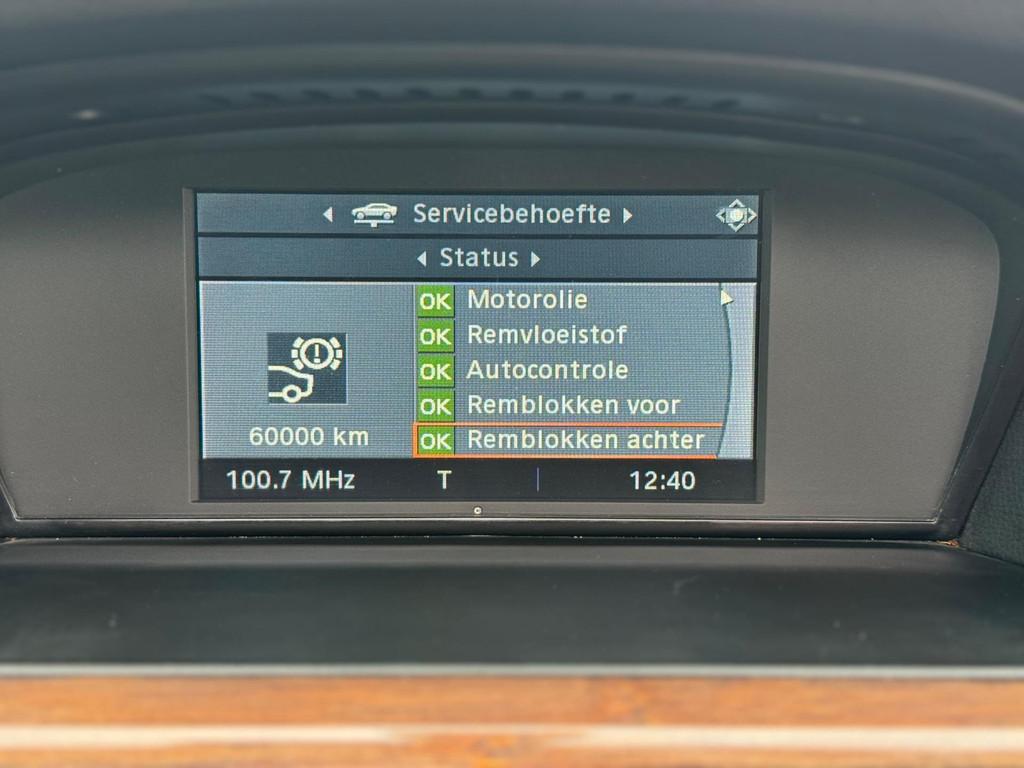 Servicebehoefte
Status
OK Motorolie
OK Remvloeistof
OK Autocontrole
OK Remblokken voor
OK Remblokken achter
60000 km
100.7 MHz T 12:40